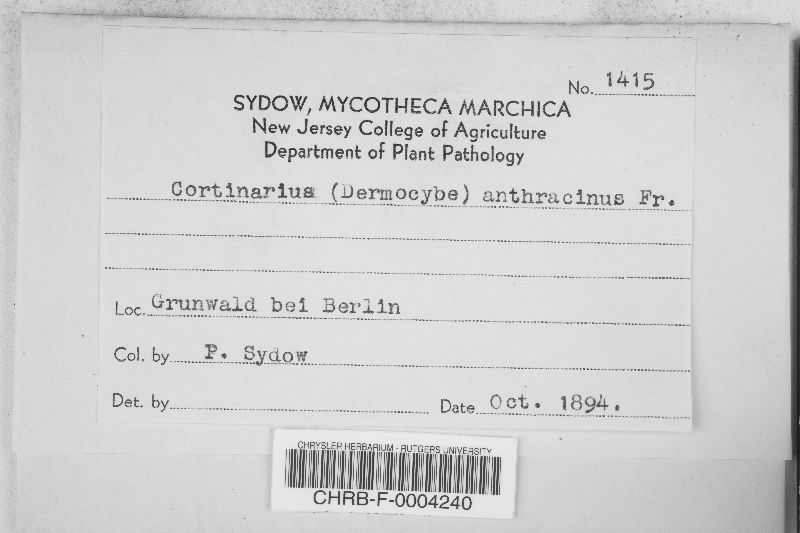 No. 1415
SYDOW, MYCOTHECA MARCHICA
New Jersey College of Agriculture
Department of Plant Pathology
Cortinarius (Dermocybe) anthracinus Fr.
Loc. Grunwald bei Berlin
Col. by P. Sydow
Det. by
Date Oct. 1894.
CHRYSLER HERBARIUM - RUTGERS UNIVERSITY
CHRB-F-0004240